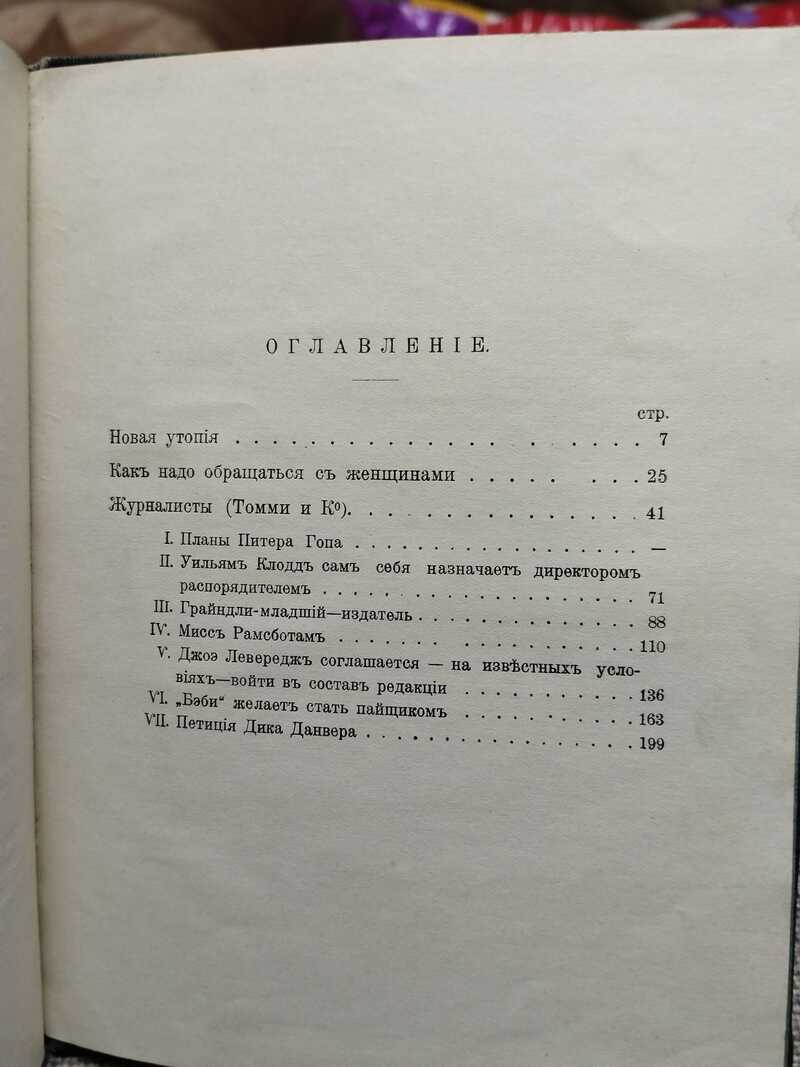 ОГЛАВЛЕНІЕ.
стр.
Новая утопія . . . . . . . . . . . . . . . . . . . . 7
Какъ надо обращаться съ женщинами . . . . . . . . 25
Журналисты (Томми и Кº). . . . . . . . . . . . . . . 41
I. Планы Питера Гопа . . . . . . . . . . . . . . . . —
II. Уильямъ Клоддъ самъ себя назначаетъ директоромъ
распорядителемъ . . . . . . . . . . . . . . . . . 71
III. Грайндли-младшій—издатель . . . . . . . . . . . . 88
IV. Миссъ Рамсботамъ . . . . . . . . . . . . . . . . 110
V. Джоэ Левереджъ соглашается — на извѣстныхъ усло-
віяхъ—войти въ составъ редакціи . . . . . . . . . . 136
VI. „Бэби“ желаетъ стать пайщикомъ . . . . . . . . . . 163
VII. Петиція Дика Данвера . . . . . . . . . . . . . . . 199